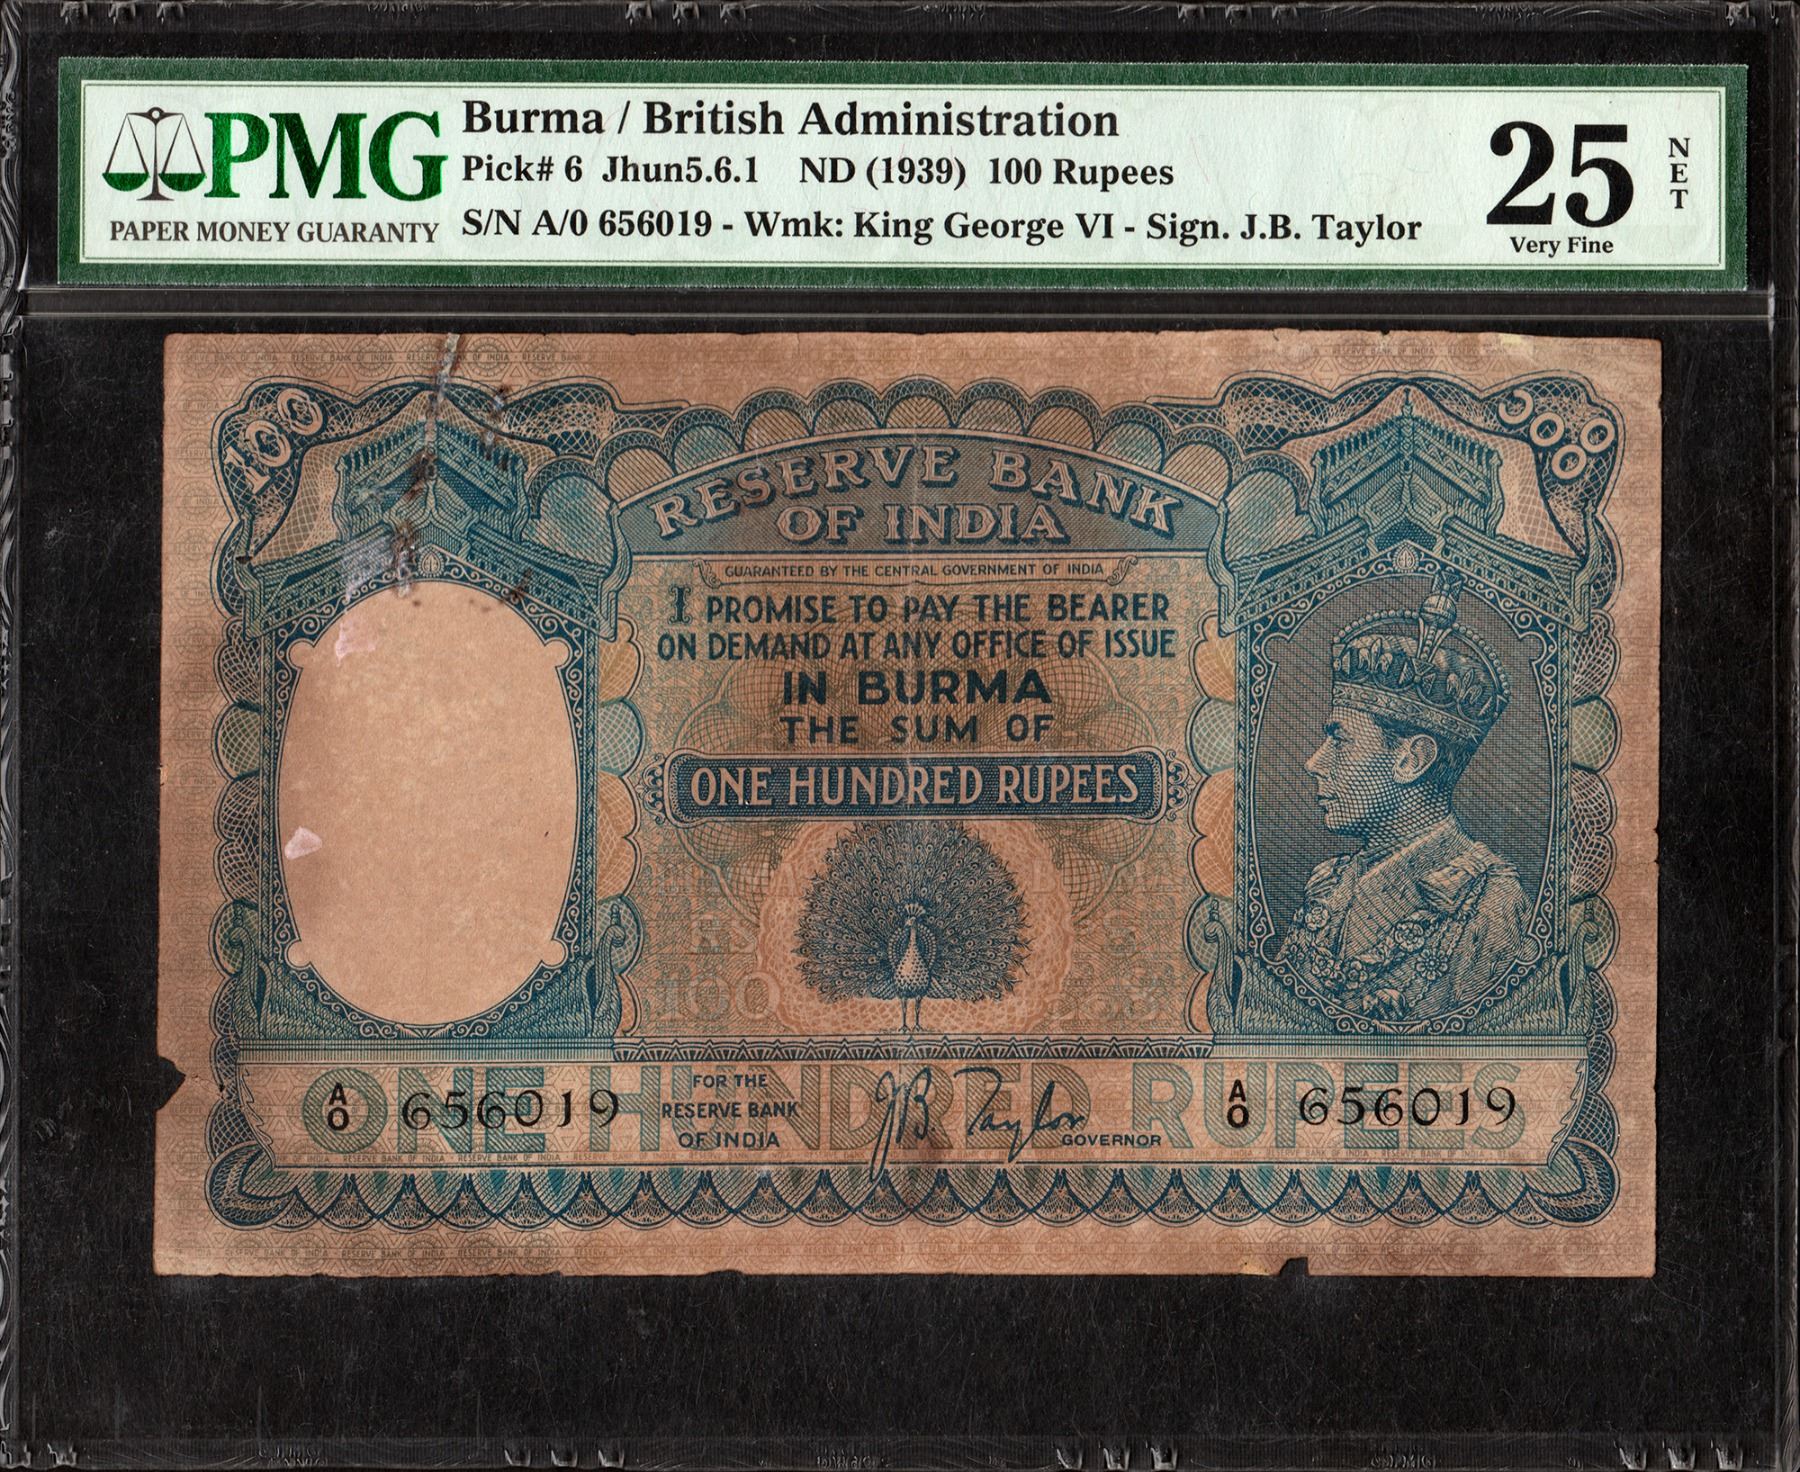 PMG
PAPER MONEY GUARANTY
Burma / British Administration
Pick# 6 Jhun5.6.1 ND (1939) 100 Rupees
S/N A/0 656019 - Wmk: King George VI - Sign. J.B. Taylor
25
Very Fine
NET
100
၁၀၀
RESERVE BANK
OF INDIA
GUARANTEED BY THE CENTRAL GOVERNMENT OF INDIA
I PROMISE TO PAY THE BEARER
ON DEMAND AT ANY OFFICE OF ISSUE
IN BURMA
THE SUM OF
ONE HUNDRED RUPEES
RS
100
ONE HUNDRED RUPEES
A/0 656019
FOR THE
RESERVE BANK
OF INDIA
J.B. Taylor
GOVERNOR
A/0 656019